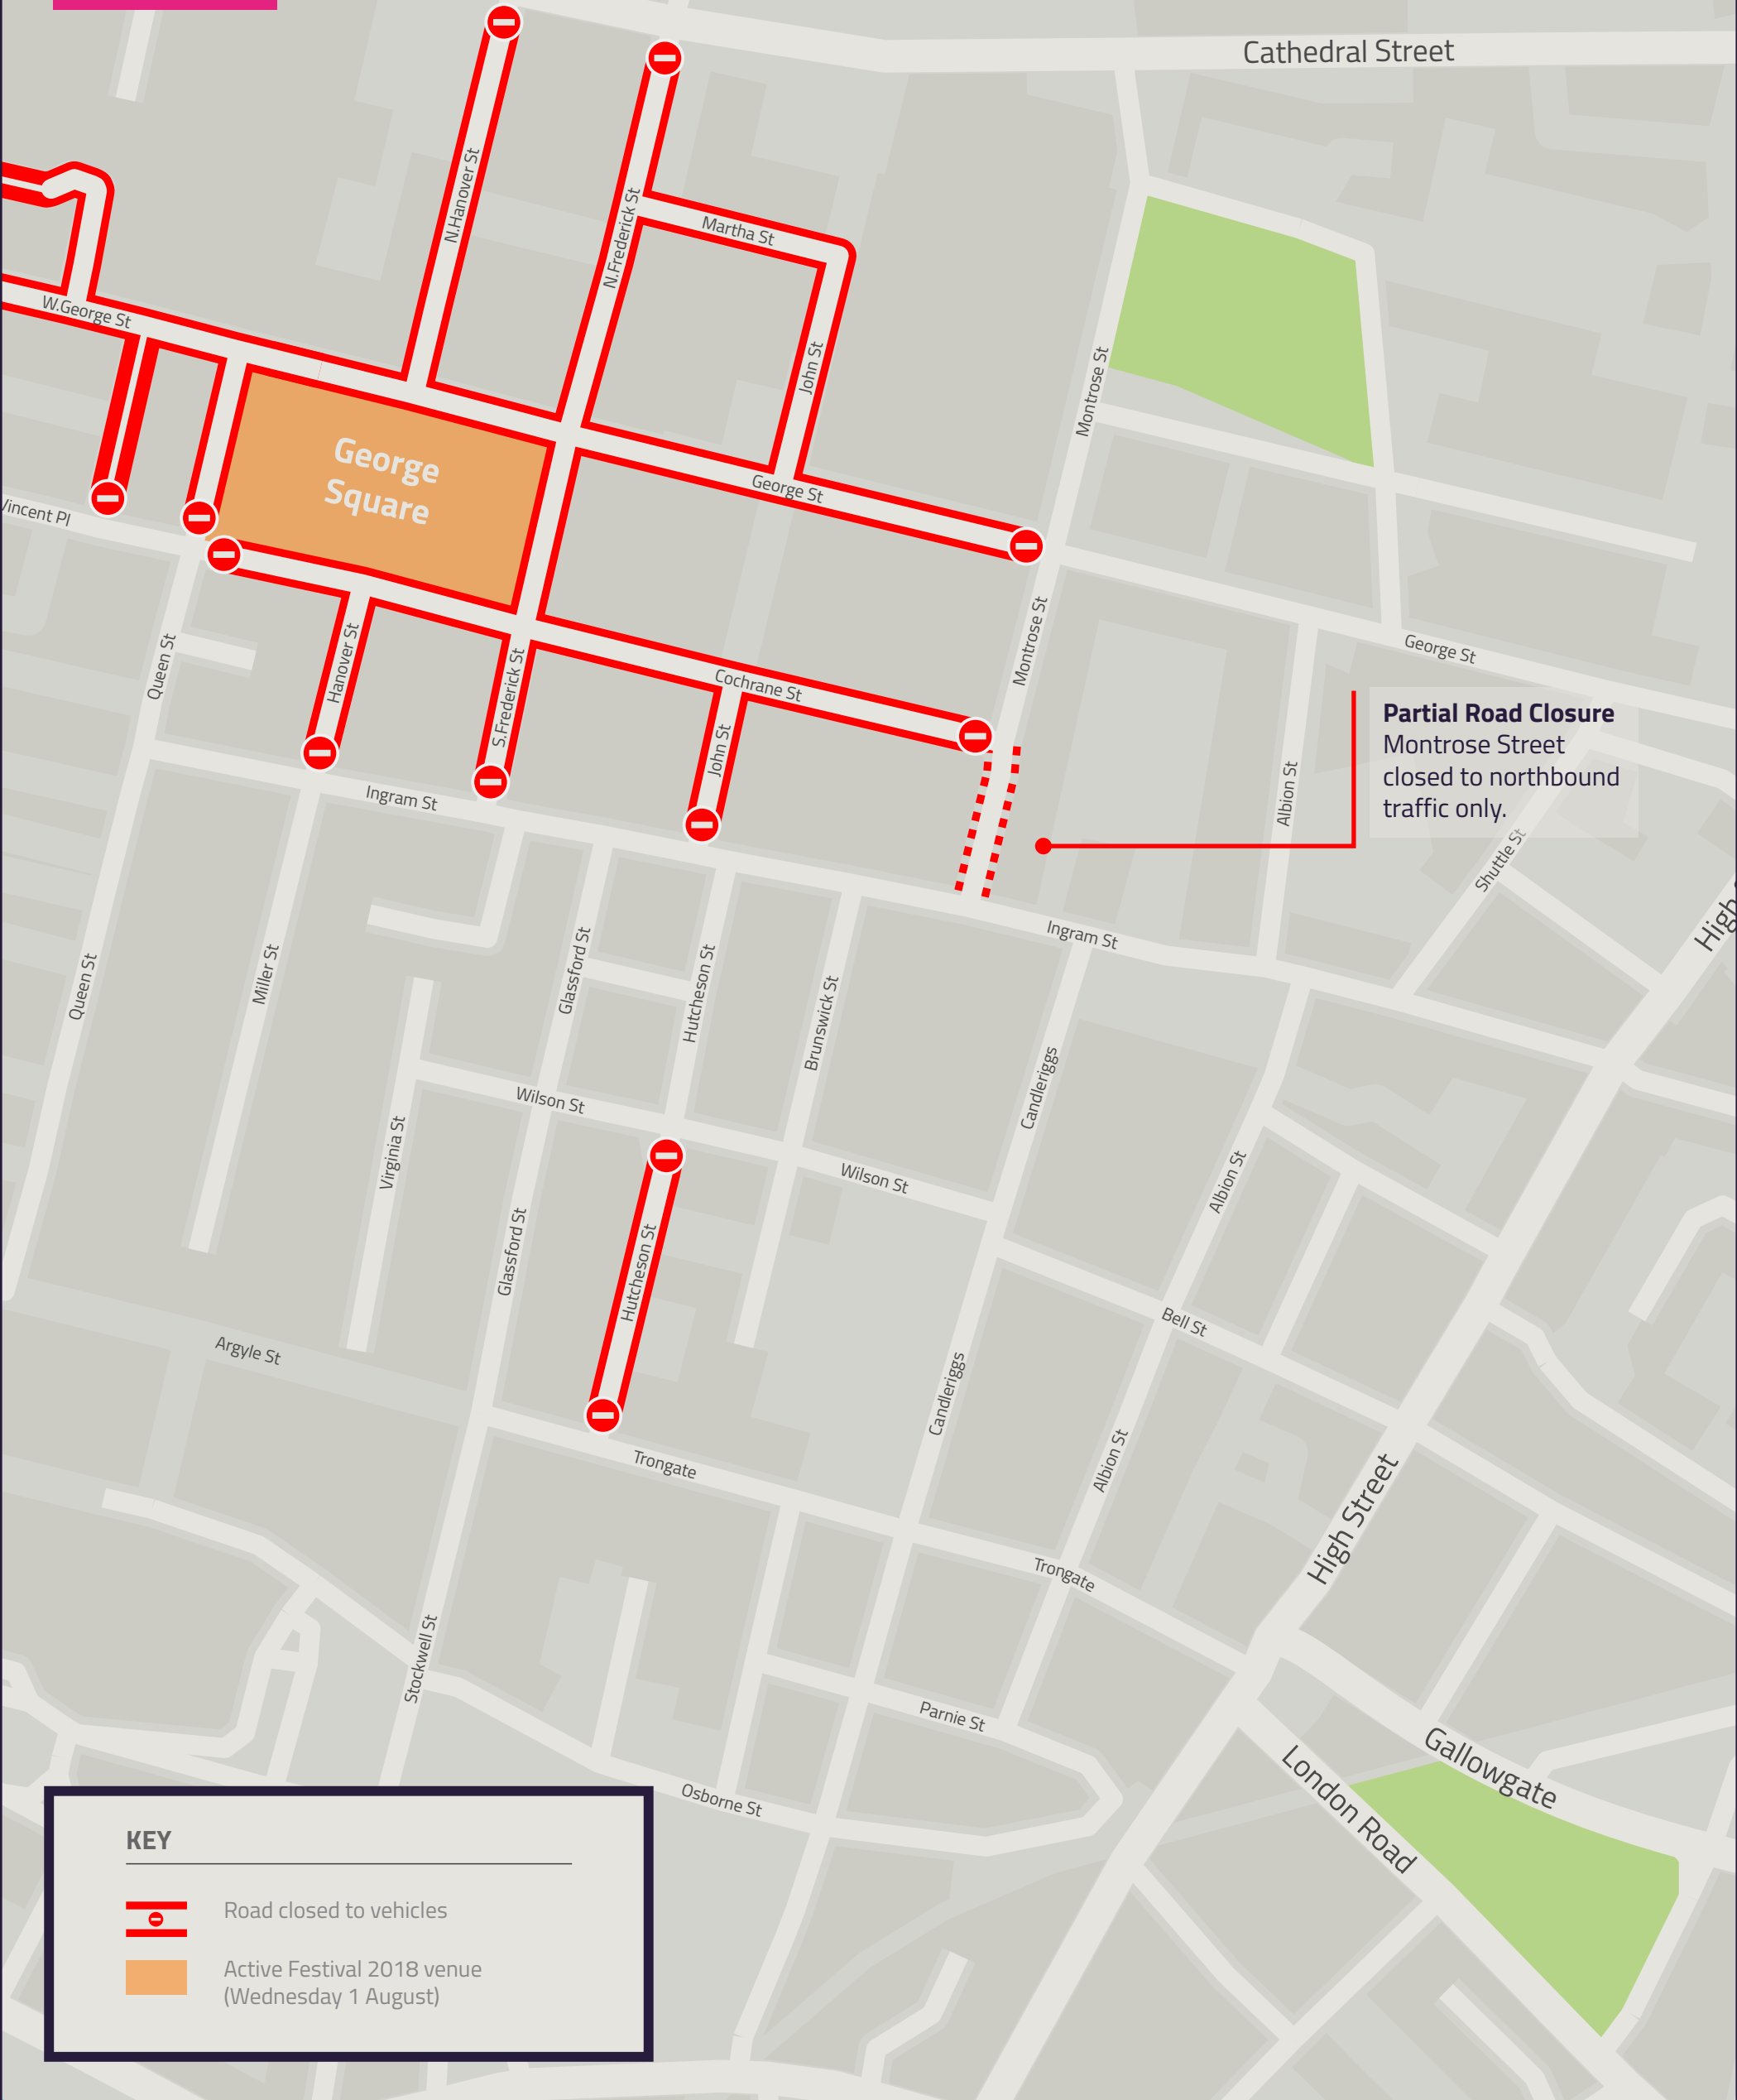 Cathedral Street
N.Hanover St
N.Frederick St
Martha St
W.George St
John St
Montrose St
George
Square
George St
Vincent Pl
Montrose St
Queen St
Hanover St
S.Frederick St
Cochrane St
John St
George St
Partial Road Closure
Montrose Street
closed to northbound
traffic only.
Albion St
Ingram St
Shuttle St
High
Ingram St
Queen St
Miller St
Glassford St
Hutcheson St
Brunswick St
Candleriggs
Wilson St
Virginia St
Wilson St
Albion St
Glassford St
Hutcheson St
Bell St
Argyle St
Candleriggs
Trongate
Albion St
High Street
Trongate
Stockwell St
Parnie St
Gallowgate
London Road
Osborne St
KEY
Road closed to vehicles
Active Festival 2018 venue
(Wednesday 1 August)